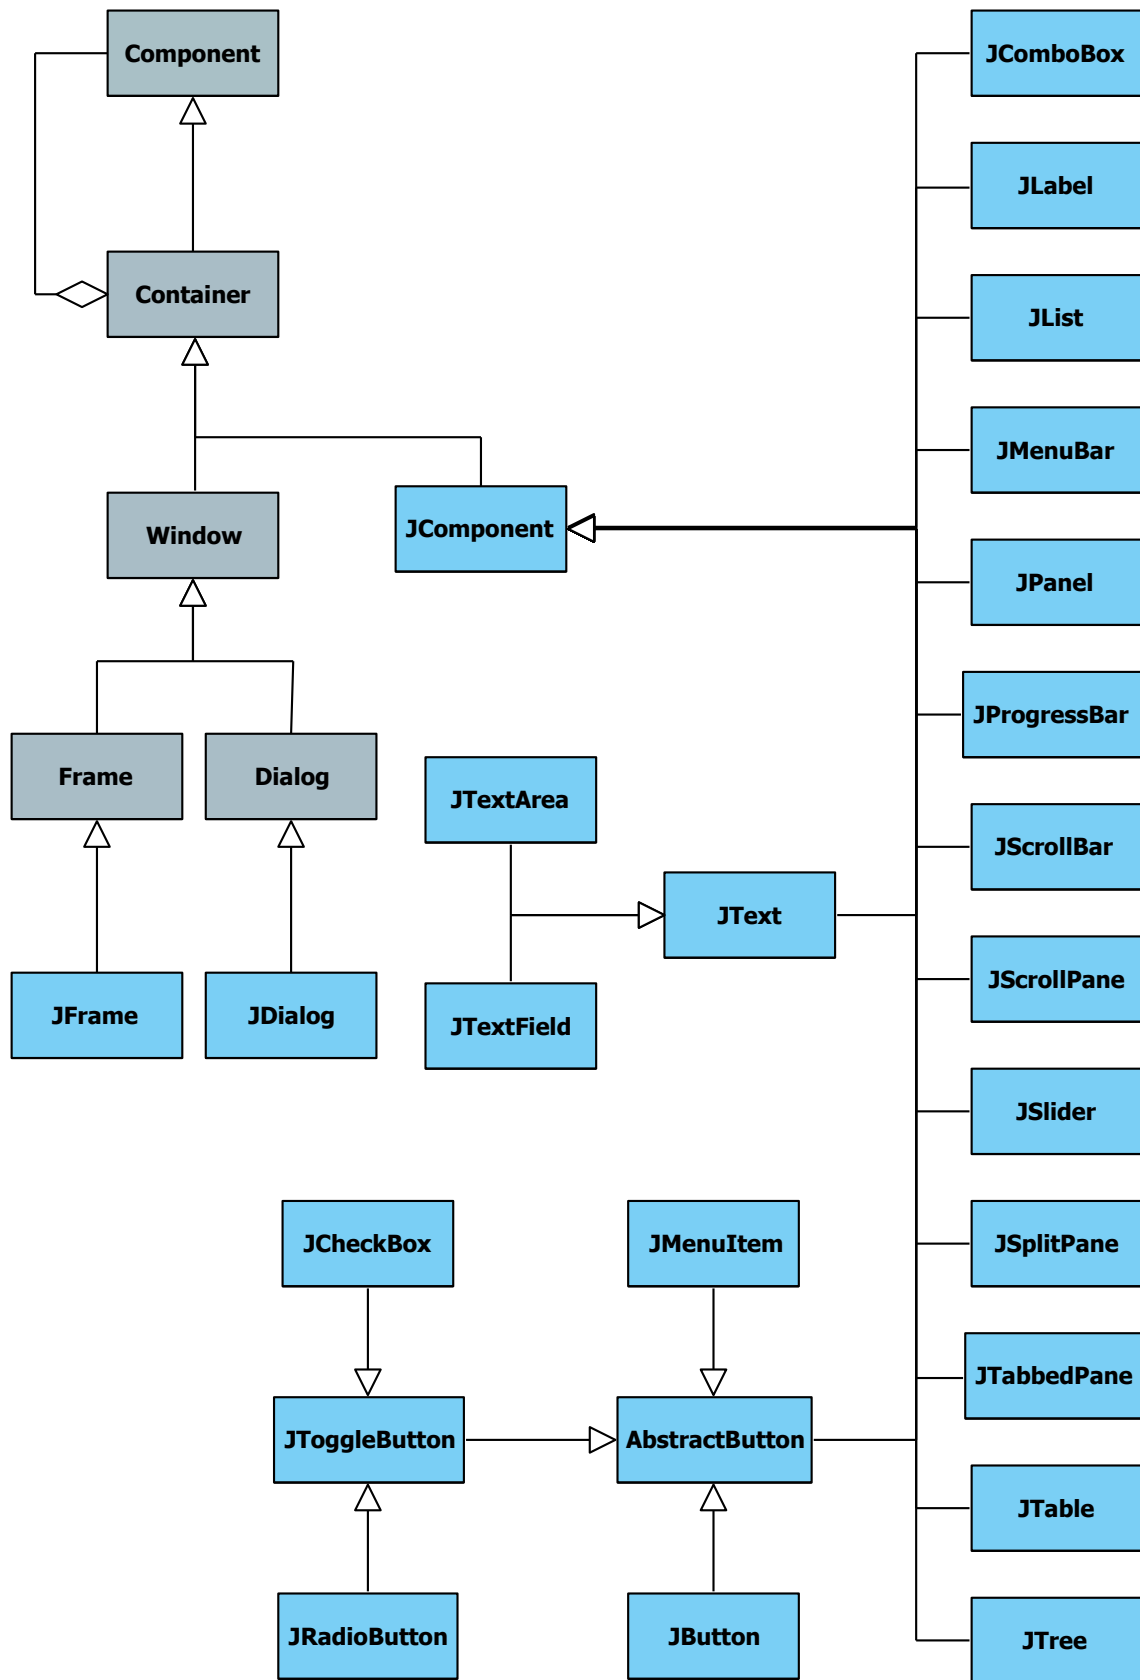 Component
JComboBox
JLabel
Container
JList
JMenuBar
Window
JComponent
JPanel
JProgressBar
Frame
Dialog
JTextArea
JScrollBar
JText
JScrollPane
JFrame
JDialog
JTextField
JSlider
JCheckBox
JMenuItem
JSplitPane
JTabbedPane
JToggleButton
AbstractButton
JTable
JRadioButton
JButton
JTree